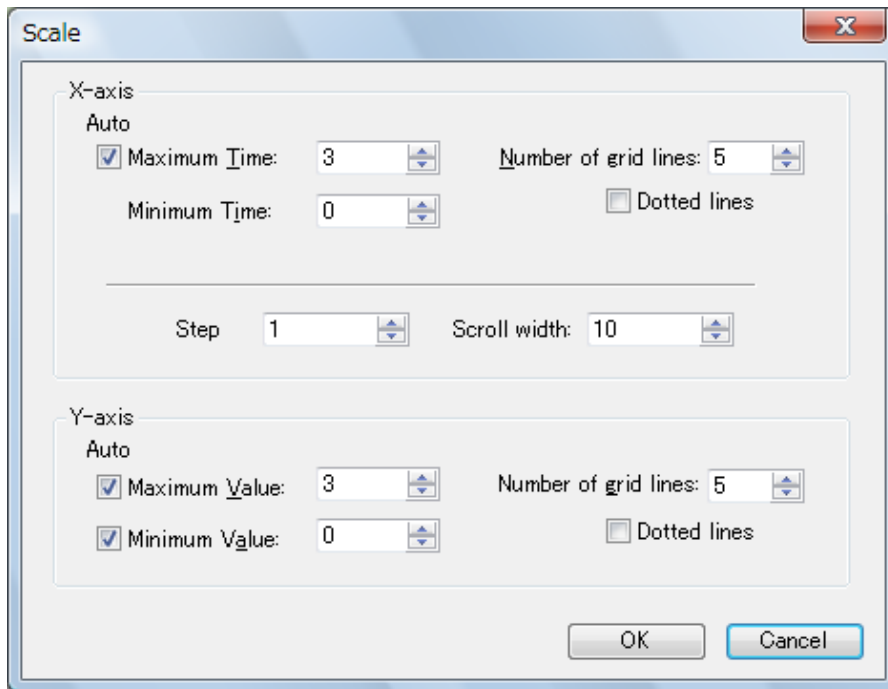 Scale
X-axis
Auto
Maximum Time: 3 Number of grid lines: 5
Minimum Time: 0 Dotted lines
Step 1 Scroll width: 10
Y-axis
Auto
Maximum Value: 3 Number of grid lines: 5
Minimum Value: 0 Dotted lines
OK Cancel